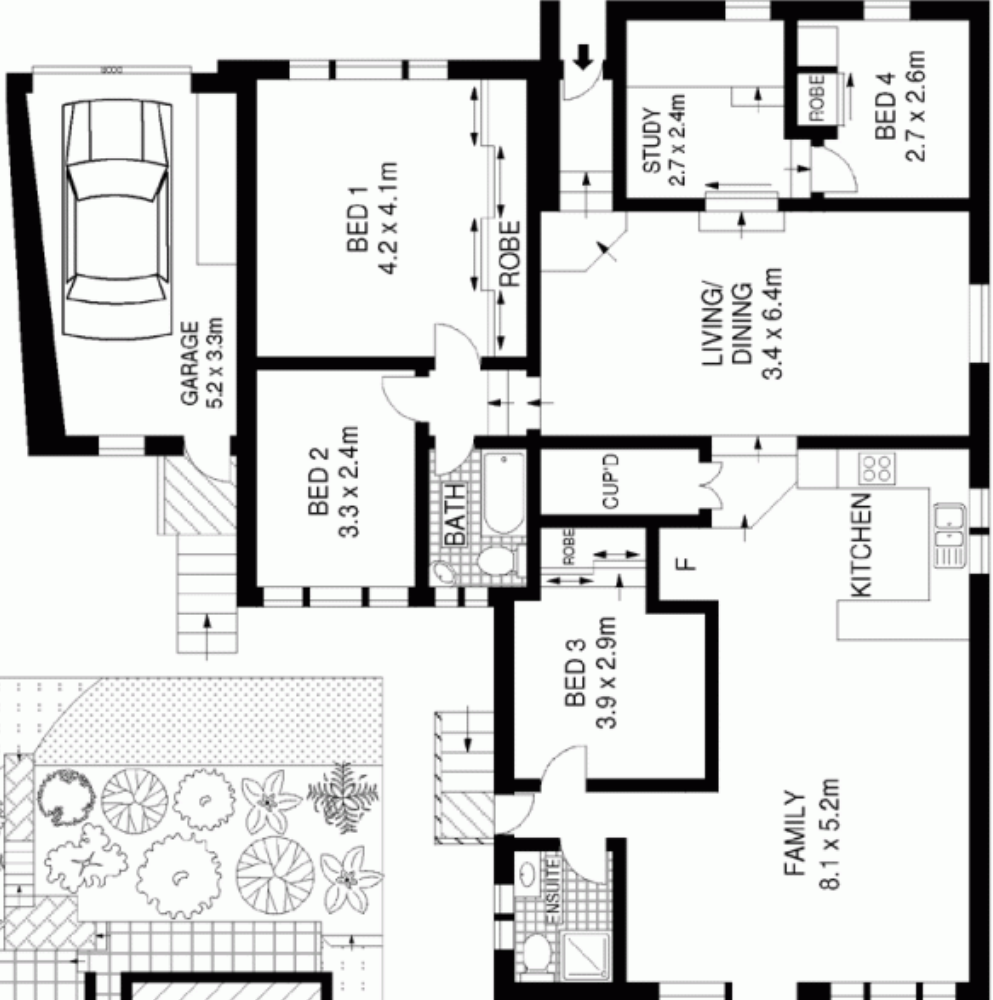 STUDY
2.7 x 2.4m
ROBE
BED 4
2.7 x 2.6m
BED 1
4.2 x 4.1m
ROBE
GARAGE
5.2 x 3.3m
LIVING/
DINING
3.4 x 6.4m
BED 2
3.3 x 2.4m
BATH
CUP'D
ROBE
F
KITCHEN
BED 3
3.9 x 2.9m
FAMILY
8.1 x 5.2m
ENSUITE